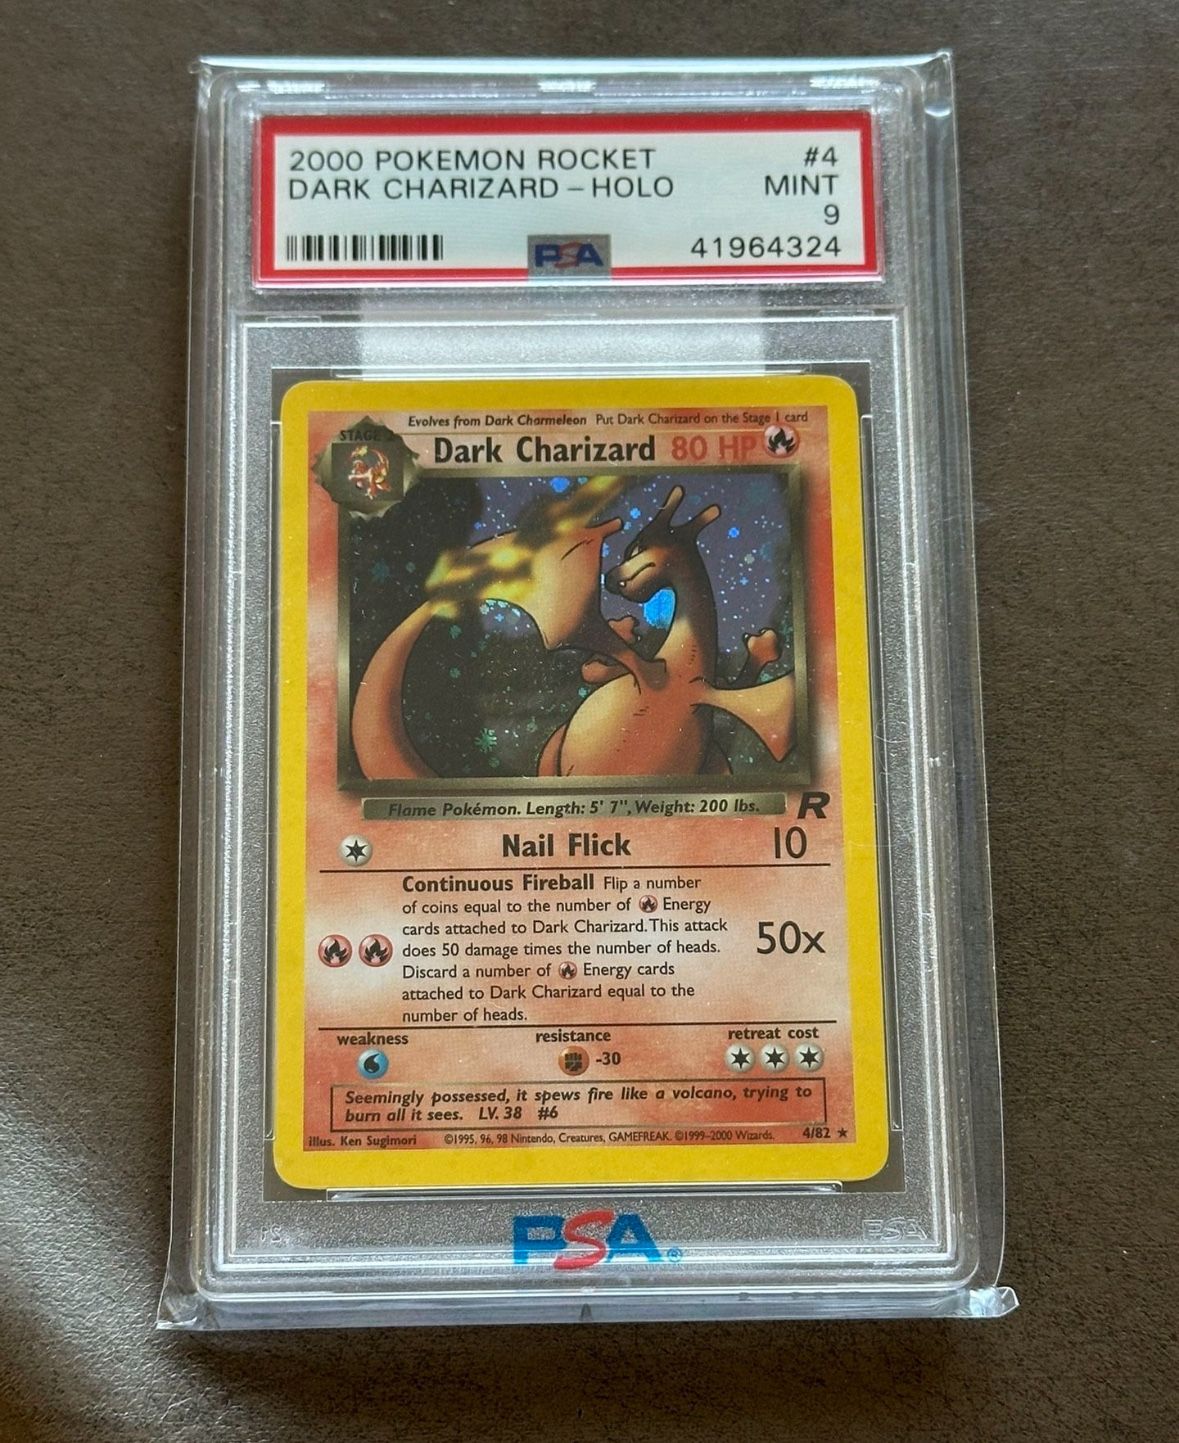 2000 POKEMON ROCKET #4
DARK CHARIZARD - HOLO MINT
9
PSA 41964324
Evolves from Dark Charmeleon Put Dark Charizard on the Stage 1 card
STAGE
Dark Charizard 80 HP
Flame Pokémon. Length: 5' 7", Weight: 200 lbs.
R
Nail Flick 10
Continuous Fireball Flip a number
of coins equal to the number of Energy
cards attached to Dark Charizard. This attack
does 50 damage times the number of heads.
Discard a number of Energy cards
attached to Dark Charizard equal to the
number of heads.
50x
weakness resistance retreat cost
-30
Seemingly possessed, it spews fire like a volcano, trying to
burn all it sees. LV. 38 #6
Illus. Ken Sugimori ©1995, 96, 98 Nintendo, Creatures, GAMEFREAK. ©1999-2000 Wizards. 4/82 ★
PSA®
PSA